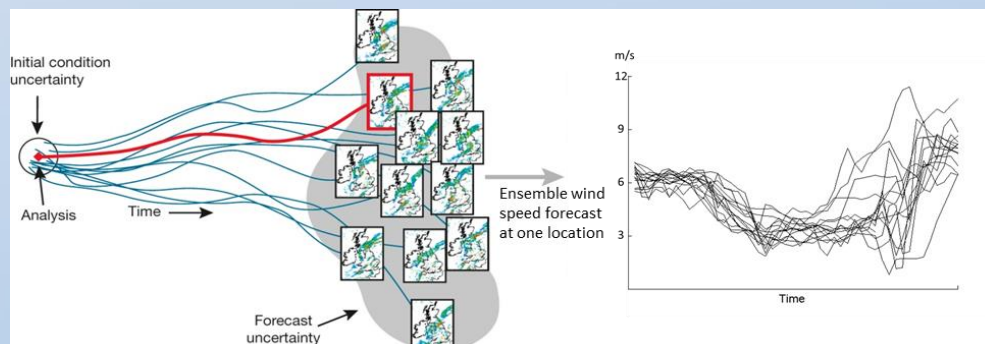 Initial condition
uncertainty
Analysis
Time
Forecast
uncertainty
Ensemble wind
speed forecast
at one location
m/s
12
9
6
3
Time